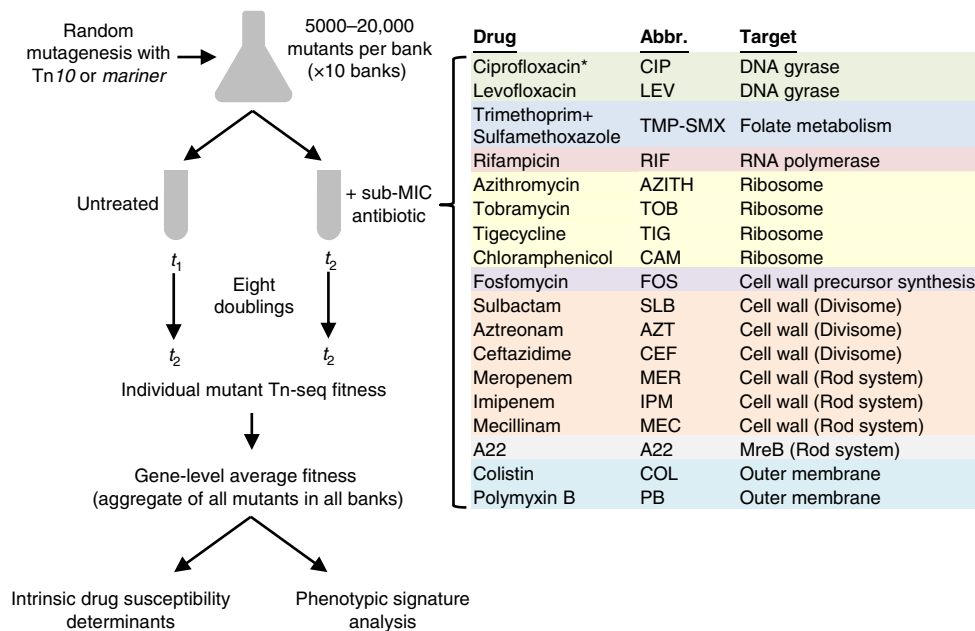 Random
mutagenesis with
Tn10 or mariner
5000–20,000
mutants per bank
(×10 banks)
Untreated
+ sub-MIC
antibiotic
t1
t2
Eight
doublings
t2
t2
Individual mutant Tn-seq fitness
Gene-level average fitness
(aggregate of all mutants in all banks)
Intrinsic drug susceptibility
determinants
Phenotypic signature
analysis
Drug Abbr. Target
Ciprofloxacin* CIP DNA gyrase
Levofloxacin LEV DNA gyrase
Trimethoprim+
Sulfamethoxazole TMP-SMX Folate metabolism
Rifampicin RIF RNA polymerase
Azithromycin AZITH Ribosome
Tobramycin TOB Ribosome
Tigecycline TIG Ribosome
Chloramphenicol CAM Ribosome
Fosfomycin FOS Cell wall precursor synthesis
Sulbactam SLB Cell wall (Divisome)
Aztreonam AZT Cell wall (Divisome)
Ceftazidime CEF Cell wall (Divisome)
Meropenem MER Cell wall (Rod system)
Imipenem IPM Cell wall (Rod system)
Mecillinam MEC Cell wall (Rod system)
A22 A22 MreB (Rod system)
Colistin COL Outer membrane
Polymyxin B PB Outer membrane